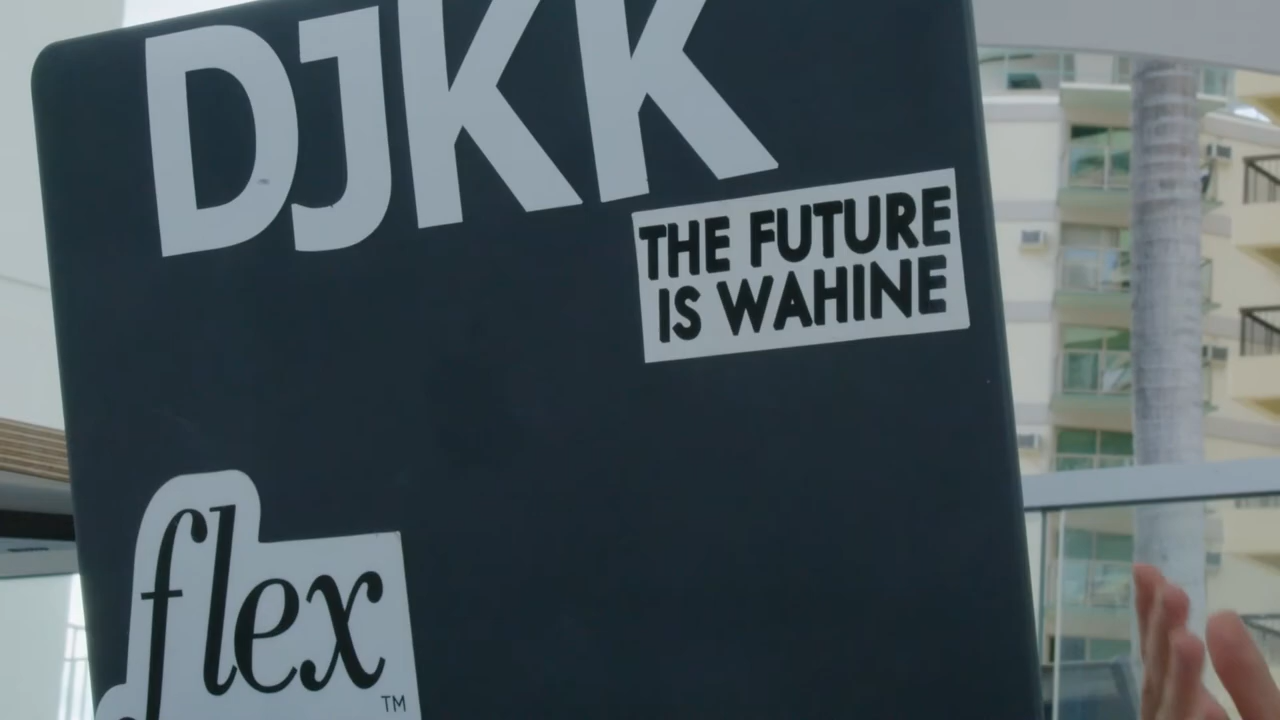 DJKK
THE FUTURE
IS WAHINE
flex
TM